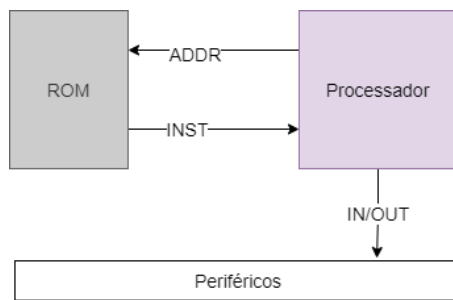 ADDR
ROM
Processador
INST
IN/OUT
Periféricos